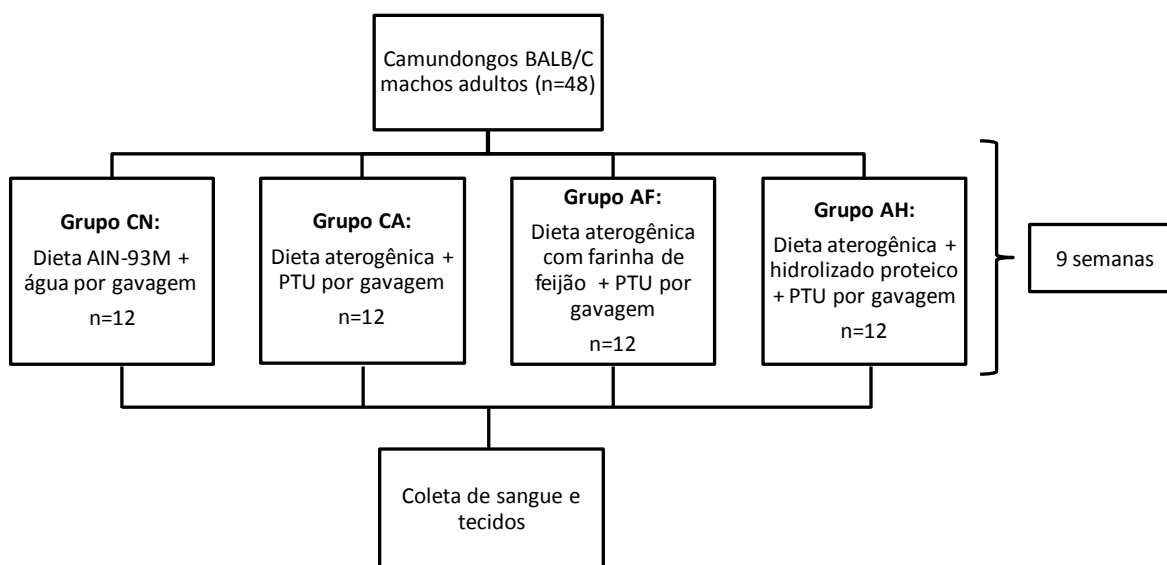 Camundongos BALB/C
machos adultos (n=48)
Grupo CN:
Dieta AIN-93M +
água por gavagem
n=12
Grupo CA:
Dieta aterogênica +
PTU por gavagem
n=12
Grupo AF:
Dieta aterogênica
com farinha de
feijão + PTU por
gavagem
n=12
Grupo AH:
Dieta aterogênica +
hidrolizado proteico
+ PTU por gavagem
n=12
9 semanas
Coleta de sangue e
tecidos